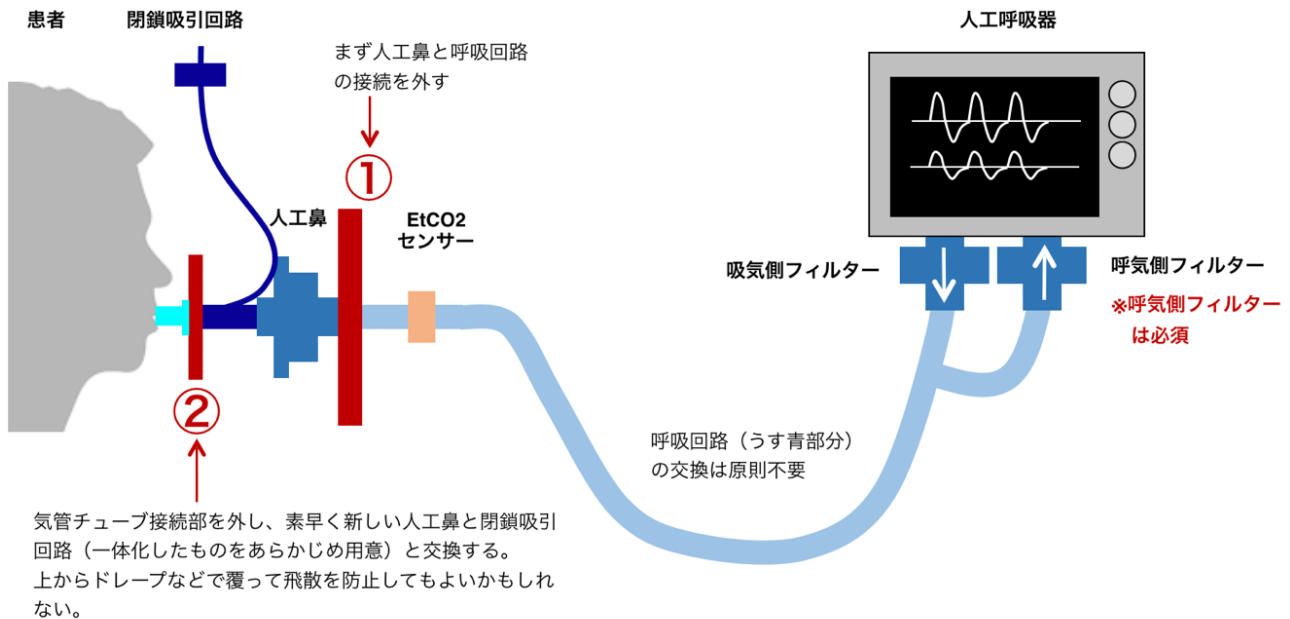 患者
閉鎖吸引回路
人工呼吸器
まず人工鼻と呼吸回路
の接続を外す
①
人工鼻
EtCO2
センサー
吸気側フィルター
呼気側フィルター
※呼気側フィルター
は必須
②
呼吸回路（うす青部分）
の交換は原則不要
気管チューブ接続部を外し、素早く新しい人工鼻と閉鎖吸引
回路（一体化したものをあらかじめ用意）と交換する。
上からドレープなどで覆って飛散を防止してもよいかもしれ
ない。